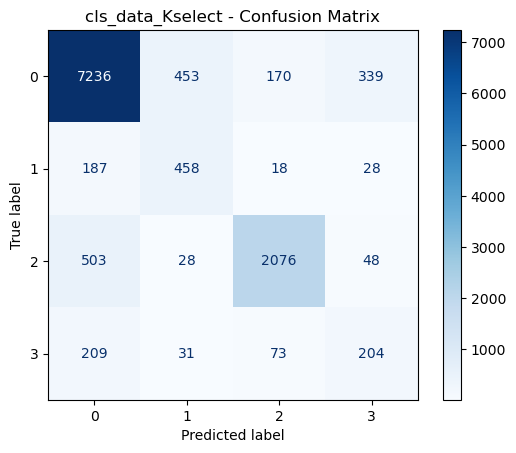 cls_data_Kselect - Confusion Matrix
True label
0 7236 453 170 339
1 187 458 18 28
2 503 28 2076 48
3 209 31 73 204
0 1 2 3
Predicted label
7000
6000
5000
4000
3000
2000
1000